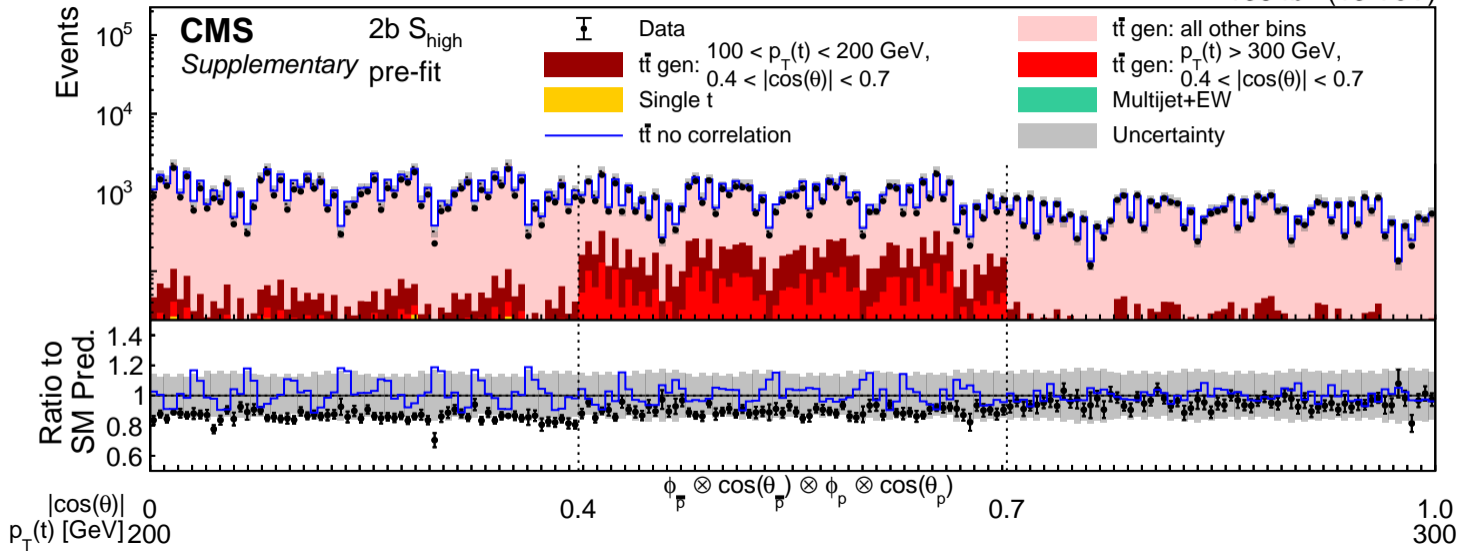 Events
10^5
10^4
10^3
CMS
Supplementary
2b S_high
pre-fit
Data
tt̄ gen: 100 < p_T(t) < 200 GeV,
0.4 < |cos(θ)| < 0.7
Single t
tt̄ no correlation
tt̄ gen: all other bins
tt̄ gen: p_T(t) > 300 GeV,
0.4 < |cos(θ)| < 0.7
Multijet+EW
Uncertainty
Ratio to
SM Pred.
1.4
1.2
1
0.8
0.6
ϕ_p̄ ⊗ cos(θ_p̄) ⊗ ϕ_p ⊗ cos(θ_p)
|cos(θ)| 0 0.4 0.7 1.0
p_T(t) [GeV] 200 300